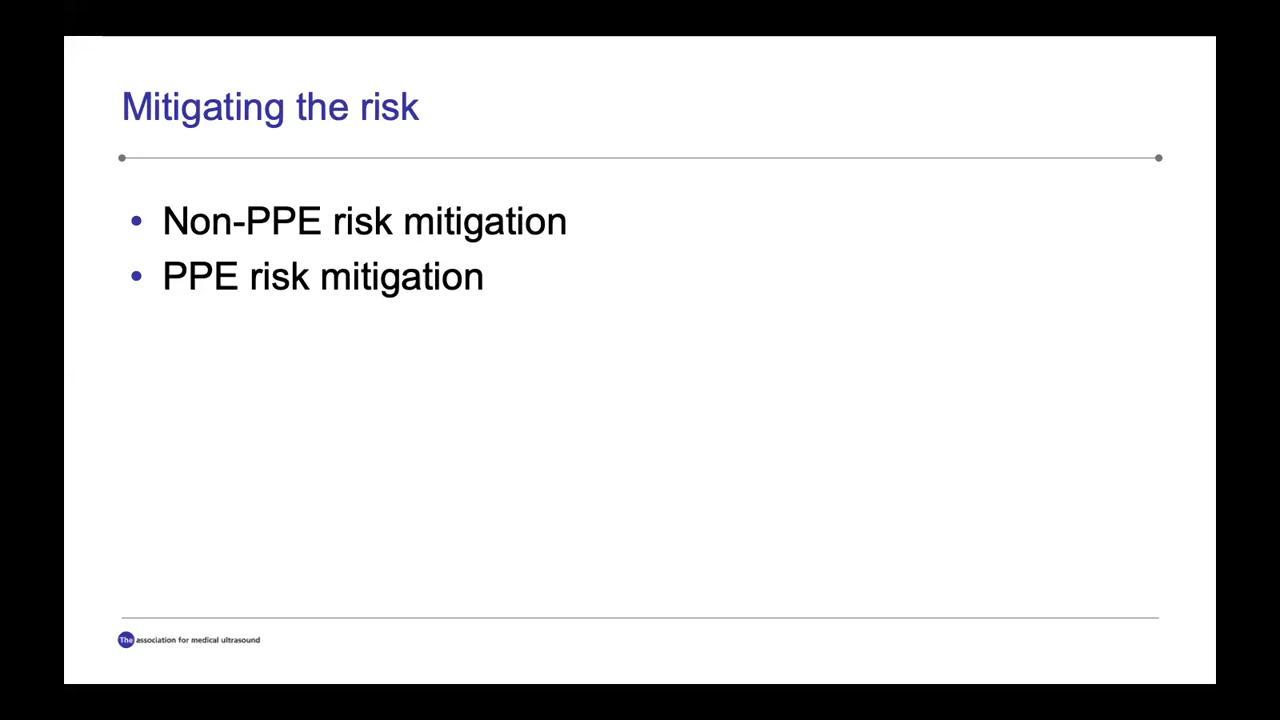 Mitigating the risk
• Non-PPE risk mitigation
• PPE risk mitigation
The association for medical ultrasound